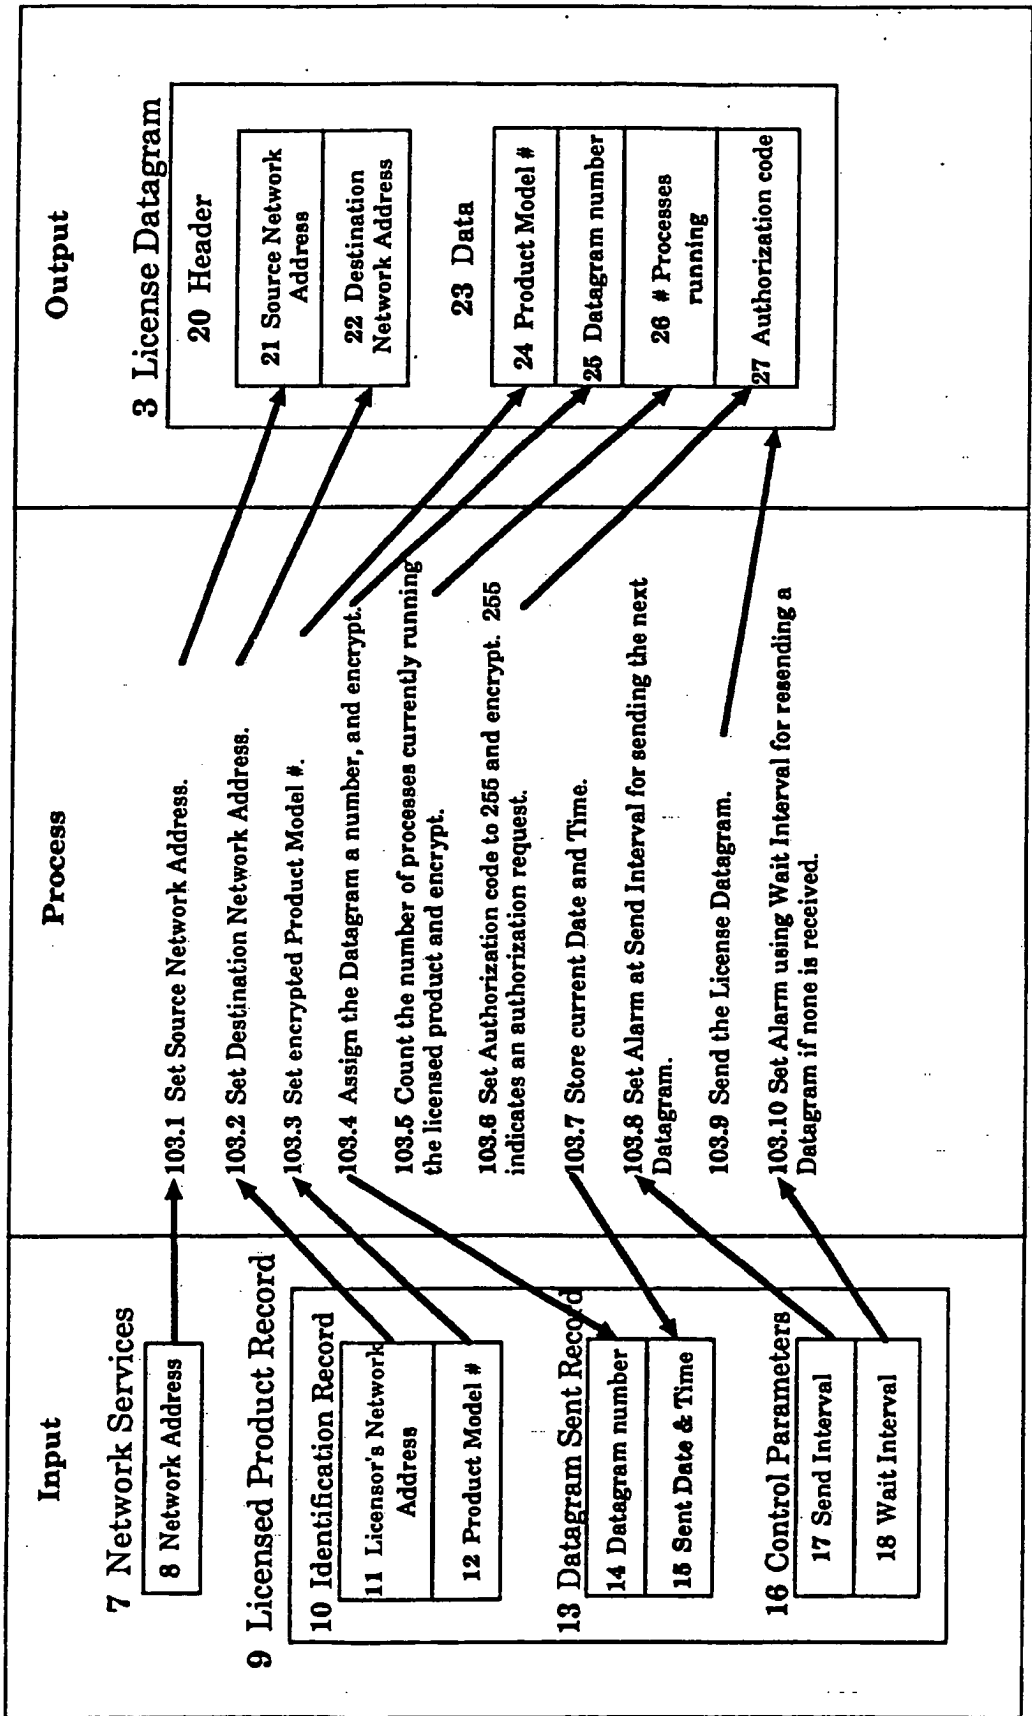 Input
7 Network Services
8 Network Address
9 Licensed Product Record
10 Identification Record
11 Licensor's Network
Address
12 Product Model #
13 Datagram Sent Record
14 Datagram number
15 Sent Date & Time
16 Control Parameters
17 Send Interval
18 Wait Interval
Process
103.1 Set Source Network Address.
103.2 Set Destination Network Address.
103.3 Set encrypted Product Model #.
103.4 Assign the Datagram a number, and encrypt.
103.5 Count the number of processes currently running
the licensed product and encrypt.
103.6 Set Authorization code to 255 and encrypt. 255
indicates an authorization request.
103.7 Store current Date and Time.
103.8 Set Alarm at Send Interval for sending the next
Datagram.
103.9 Send the License Datagram.
103.10 Set Alarm using Wait Interval for resending a
Datagram if none is received.
Output
3 License Datagram
20 Header
21 Source Network
Address
22 Destination
Network Address
23 Data
24 Product Model #
25 Datagram number
26 # Processes
running
27 Authorization code